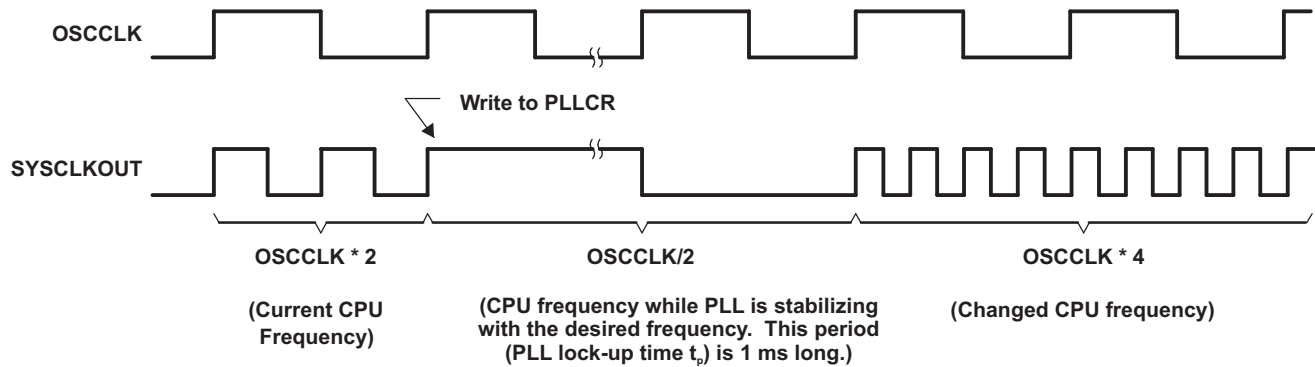 OSCCLK
Write to PLLCR
SYSCLKOUT
OSCCLK * 2
(Current CPU
Frequency)
OSCCLK/2
(CPU frequency while PLL is stabilizing
with the desired frequency. This period
(PLL lock-up time tp) is 1 ms long.)
OSCCLK * 4
(Changed CPU frequency)